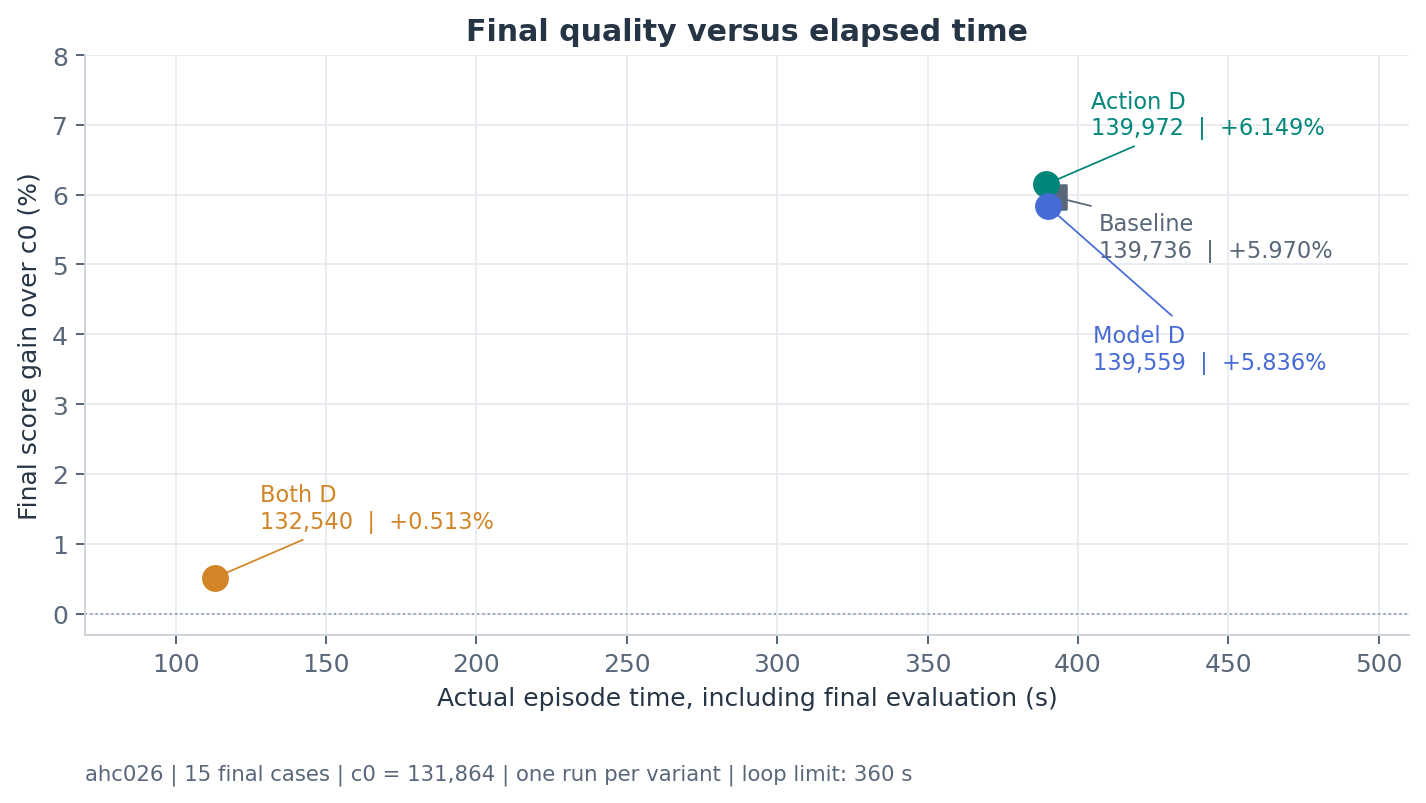 Final quality versus elapsed time
Final score gain over c0 (%)
8
7
6
5
4
3
2
1
0
Action D
139,972 | +6.149%
Baseline
139,736 | +5.970%
Model D
139,559 | +5.836%
Both D
132,540 | +0.513%
100 150 200 250 300 350 400 450 500
Actual episode time, including final evaluation (s)
ahc026 | 15 final cases | c0 = 131,864 | one run per variant | loop limit: 360 s